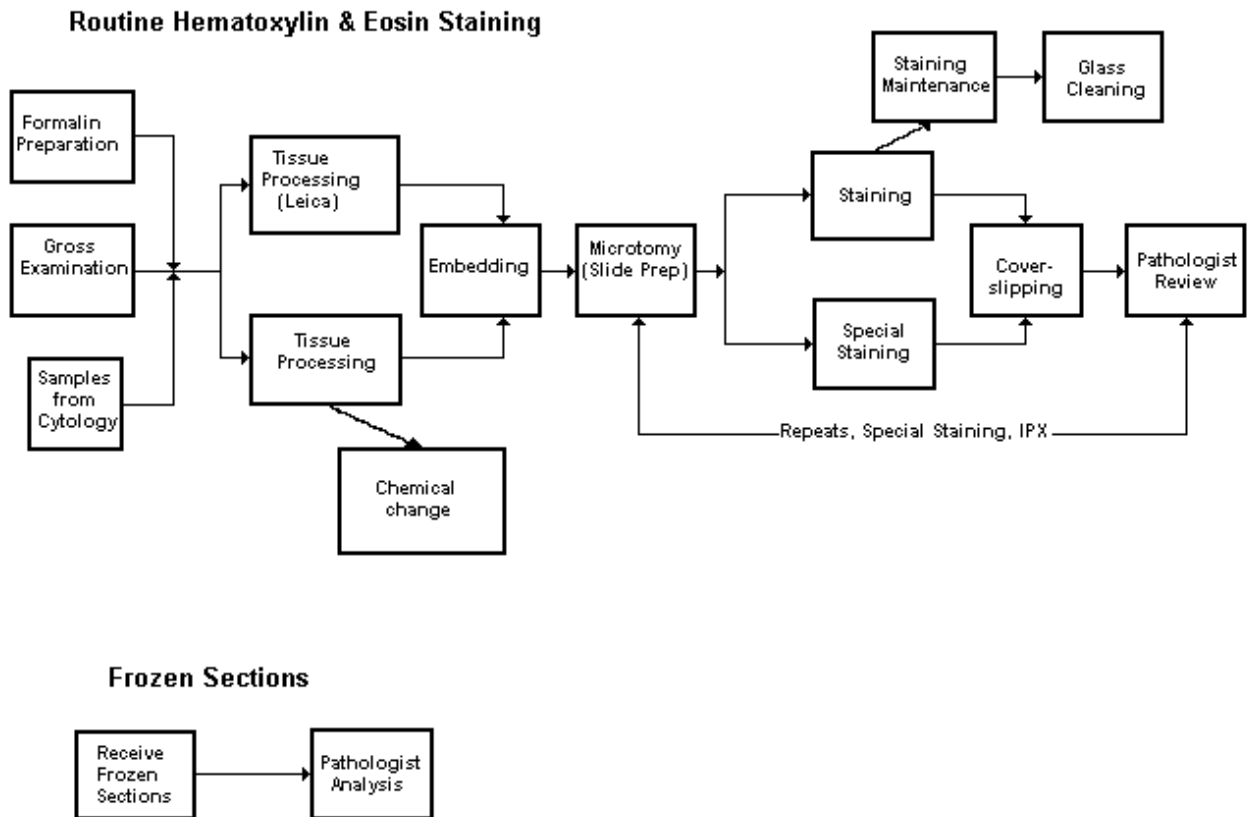 Routine Hematoxylin & Eosin Staining
Formalin
Preparation
Gross
Examination
Samples
from
Cytology
Tissue
Processing
(Leica)
Tissue
Processing
Chemical
change
Embedding
Microtomy
(Slide Prep)
Staining
Maintenance
Glass
Cleaning
Staining
Special
Staining
Cover-
slipping
Pathologist
Review
Repeats, Special Staining, IPX
Frozen Sections
Receive
Frozen
Sections
Pathologist
Analysis